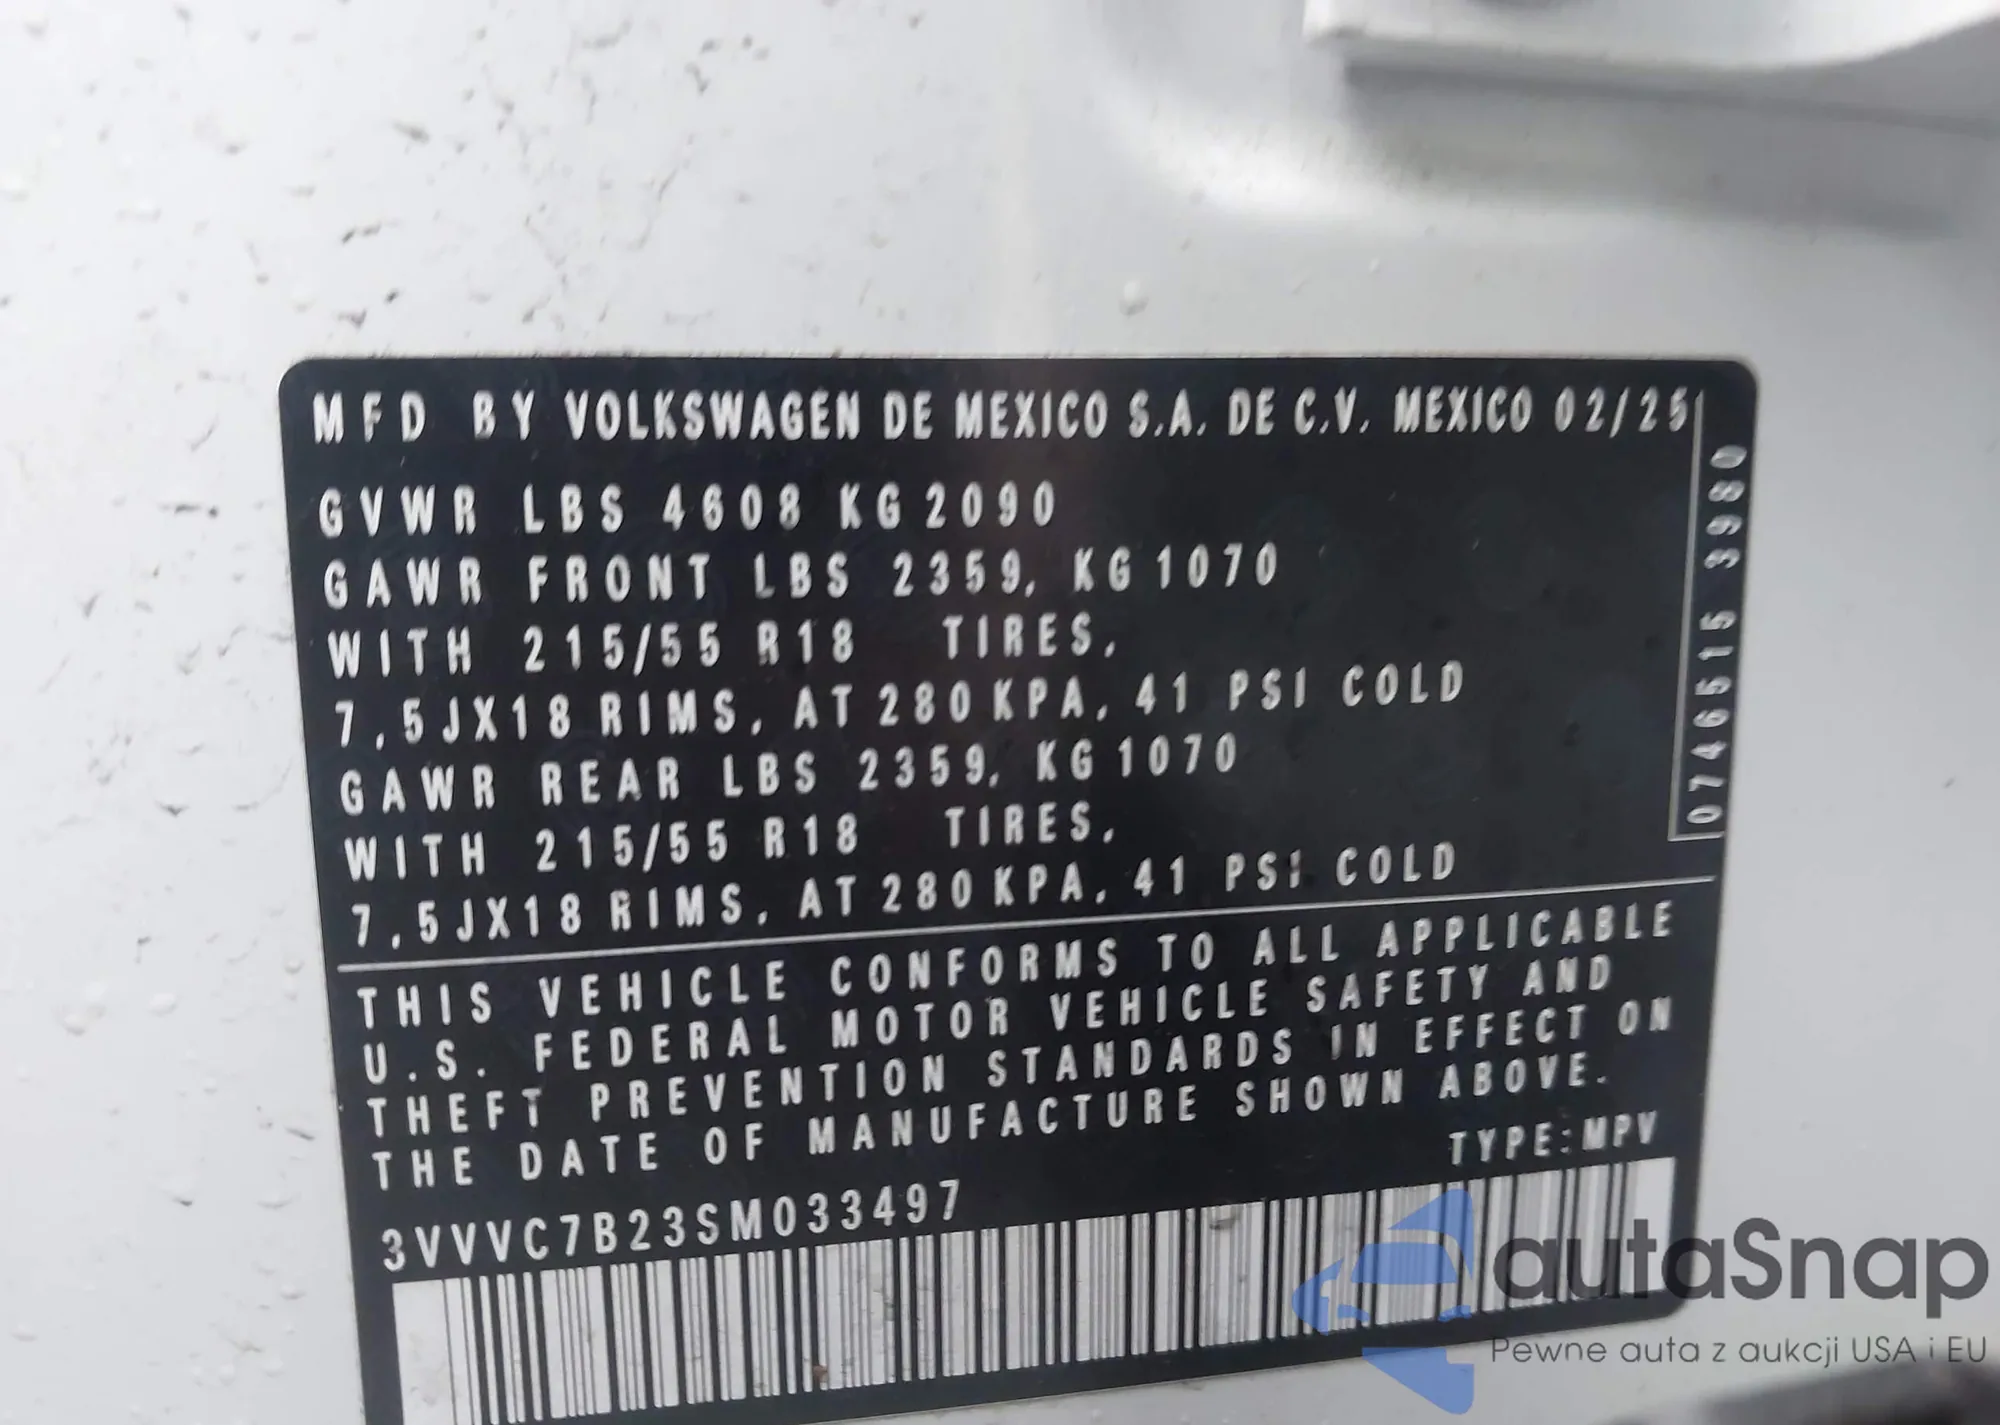 MFD BY VOLKSWAGEN DE MEXICO S.A. DE C.V. MEXICO 02/25
GVWR LBS 4608 KG 2090
GAWR FRONT LBS 2359, KG 1070
WITH 215/55 R18 TIRES,
7,5JX18 RIMS, AT 280 KPA, 41 PSI COLD
GAWR REAR LBS 2359, KG 1070
WITH 215/55 R18 TIRES,
7,5JX18 RIMS, AT 280 KPA, 41 PSI COLD
0746515 3980
THIS VEHICLE CONFORMS TO ALL APPLICABLE
U.S. FEDERAL MOTOR VEHICLE SAFETY AND
THEFT PREVENTION STANDARDS IN EFFECT ON
THE DATE OF MANUFACTURE SHOWN ABOVE.
TYPE:MPV
3VVVC7B23SM033497
autaSnap
Pewne auta z aukcji USA i EU